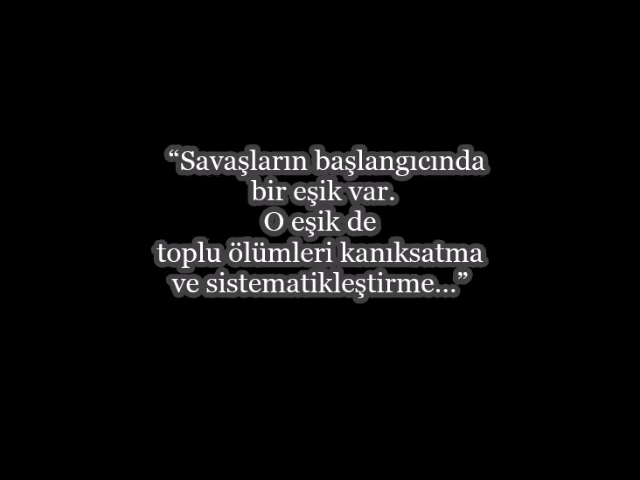 “Savaşların başlangıcında
bir eşik var.
O eşik de
toplu ölümleri kanıksatma
ve sistematikleştirme...”